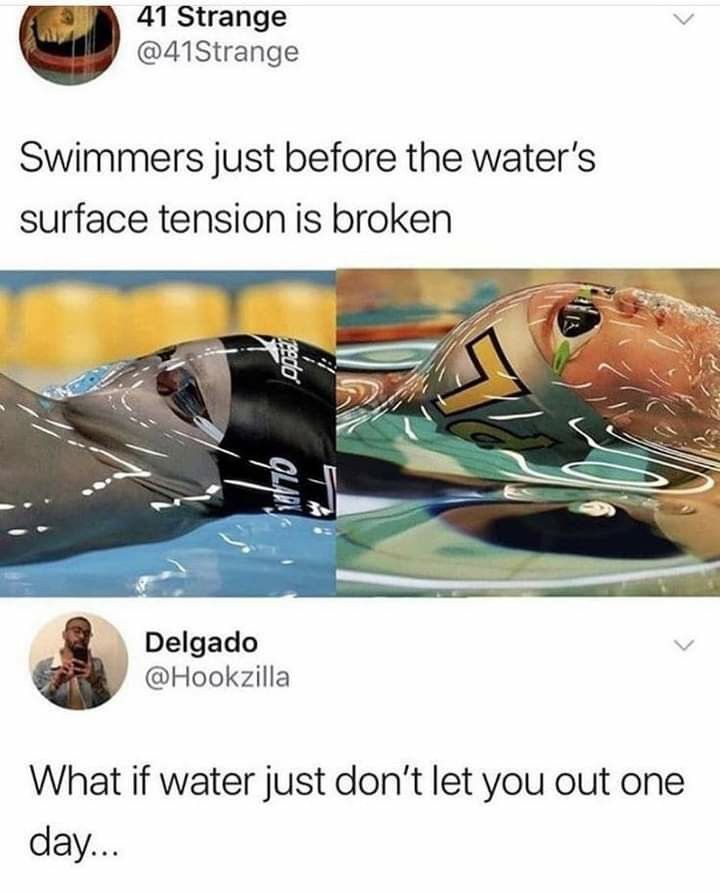 41 Strange
@41Strange
Swimmers just before the water's
surface tension is broken
Delgado
@Hookzilla
What if water just don't let you out one
day...